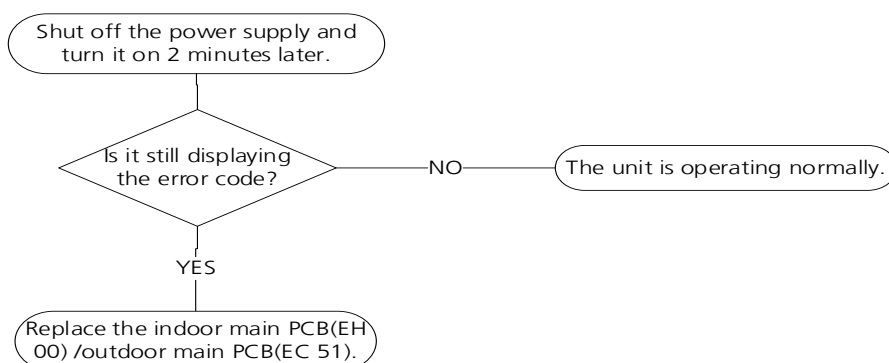 Shut off the power supply and
turn it on 2 minutes later.
Is it still displaying
the error code?
NO
The unit is operating normally.
YES
Replace the indoor main PCB(EH
00) /outdoor main PCB(EC 51).